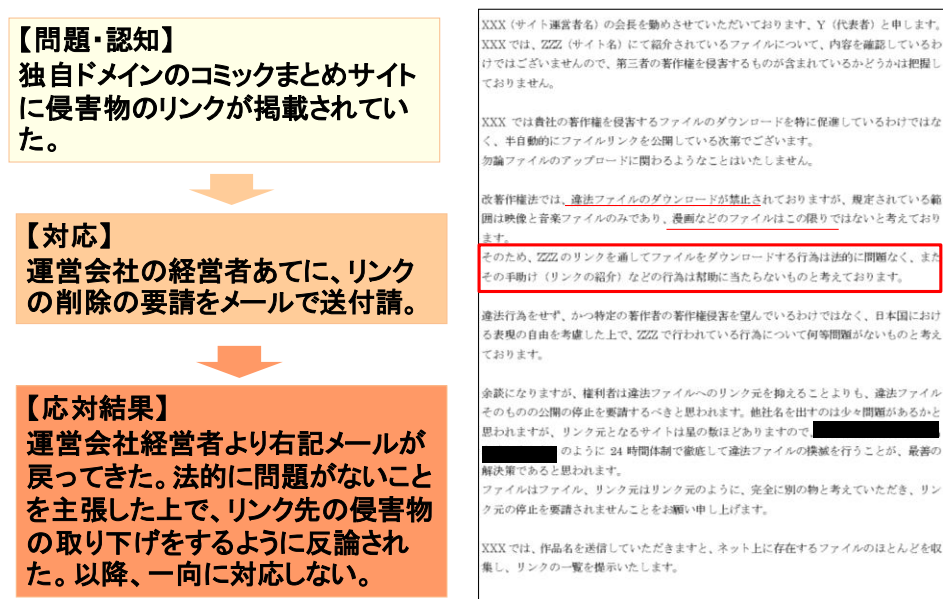 【問題・認知】
独自ドメインのコミックまとめサイト
に侵害物のリンクが掲載されてい
た。
【対応】
運営会社の経営者あてに、リンク
の削除の要請をメールで送付請。
【応対結果】
運営会社経営者より右記メールが
戻ってきた。法的に問題がないこと
を主張した上で、リンク先の侵害物
の取り下げをするように反論され
た。以降、一向に対応しない。
XXX（サイト運営者名）の会長を勤めさせていただいております、Y（代表者）と申します。
XXX では、ZZZ（サイト名）にて紹介されているファイルについて、内容を確認しているわ
けではございませんので、第三者の著作権を侵害するものが含まれているかどうかは把握し
ておりません。
XXX では貴社の著作権を侵害するファイルのダウンロードを特に促進しているわけではな
く、半自動的にファイルリンクを公開している次第でございます。
勿論ファイルのアップロードに関わるようなことはいたしません。
改著作権法では、違法ファイルのダウンロードが禁止されておりますが、規定されている範
囲は映像と音楽ファイルのみであり、漫画などのファイルはこの限りではないと考えており
ます。
そのため、ZZZ のリンクを通してファイルをダウンロードする行為は法的に問題なく、また
その手助け（リンクの紹介）などの行為は幇助に当たらないものと考えております。
違法行為をせず、かつ特定の著作者の著作権侵害を望んでいるわけではなく、日本国におけ
る表現の自由を考慮した上で、ZZZ で行われている行為について何等問題がないものと考え
ております。
余談になりますが、権利者は違法ファイルへのリンク元を抑えることよりも、違法ファイル
そのものの公開の停止を要請するべきと思われます。他社名を出すのは少々問題があるかと
思われますが、リンク元となるサイトは星の数ほどありますので、
のように 24 時間体制で徹底して違法ファイルの撲滅を行うことが、最善の
解決策であると思われます。
ファイルはファイル、リンク元はリンク元のように、完全に別の物と考えていただき、リン
ク元の停止を要請されませんことをお願い申し上げます。
XXX では、作品名を送信していただきますと、ネット上に存在するファイルのほとんどを収
集し、リンクの一覧を提示いたします。